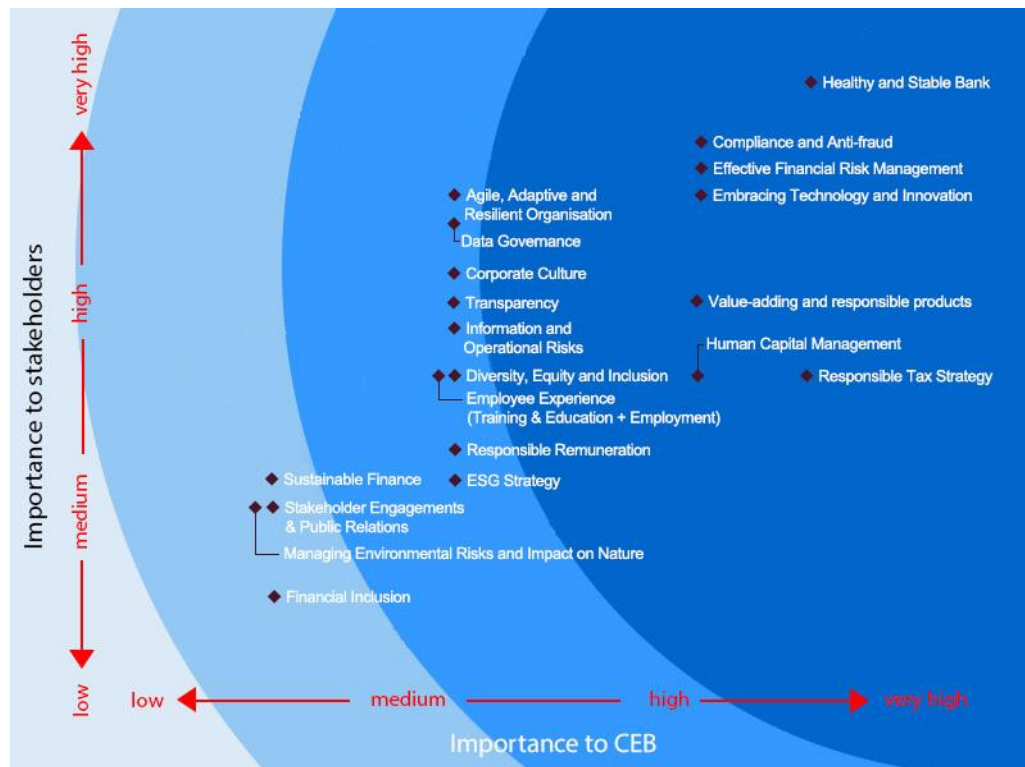 very high
Healthy and Stable Bank
Compliance and Anti-fraud
Effective Financial Risk Management
Agile, Adaptive and
Resilient Organisation
Embracing Technology and Innovation
Data Governance
Importance to stakeholders
high
Corporate Culture
Transparency
Value-adding and responsible products
Information and
Operational Risks
Human Capital Management
Diversity, Equity and Inclusion
Responsible Tax Strategy
Employee Experience
(Training & Education + Employment)
Responsible Remuneration
medium
Sustainable Finance
ESG Strategy
Stakeholder Engagements
& Public Relations
Managing Environmental Risks and Impact on Nature
Financial Inclusion
low
low
medium
high
very high
Importance to CEB